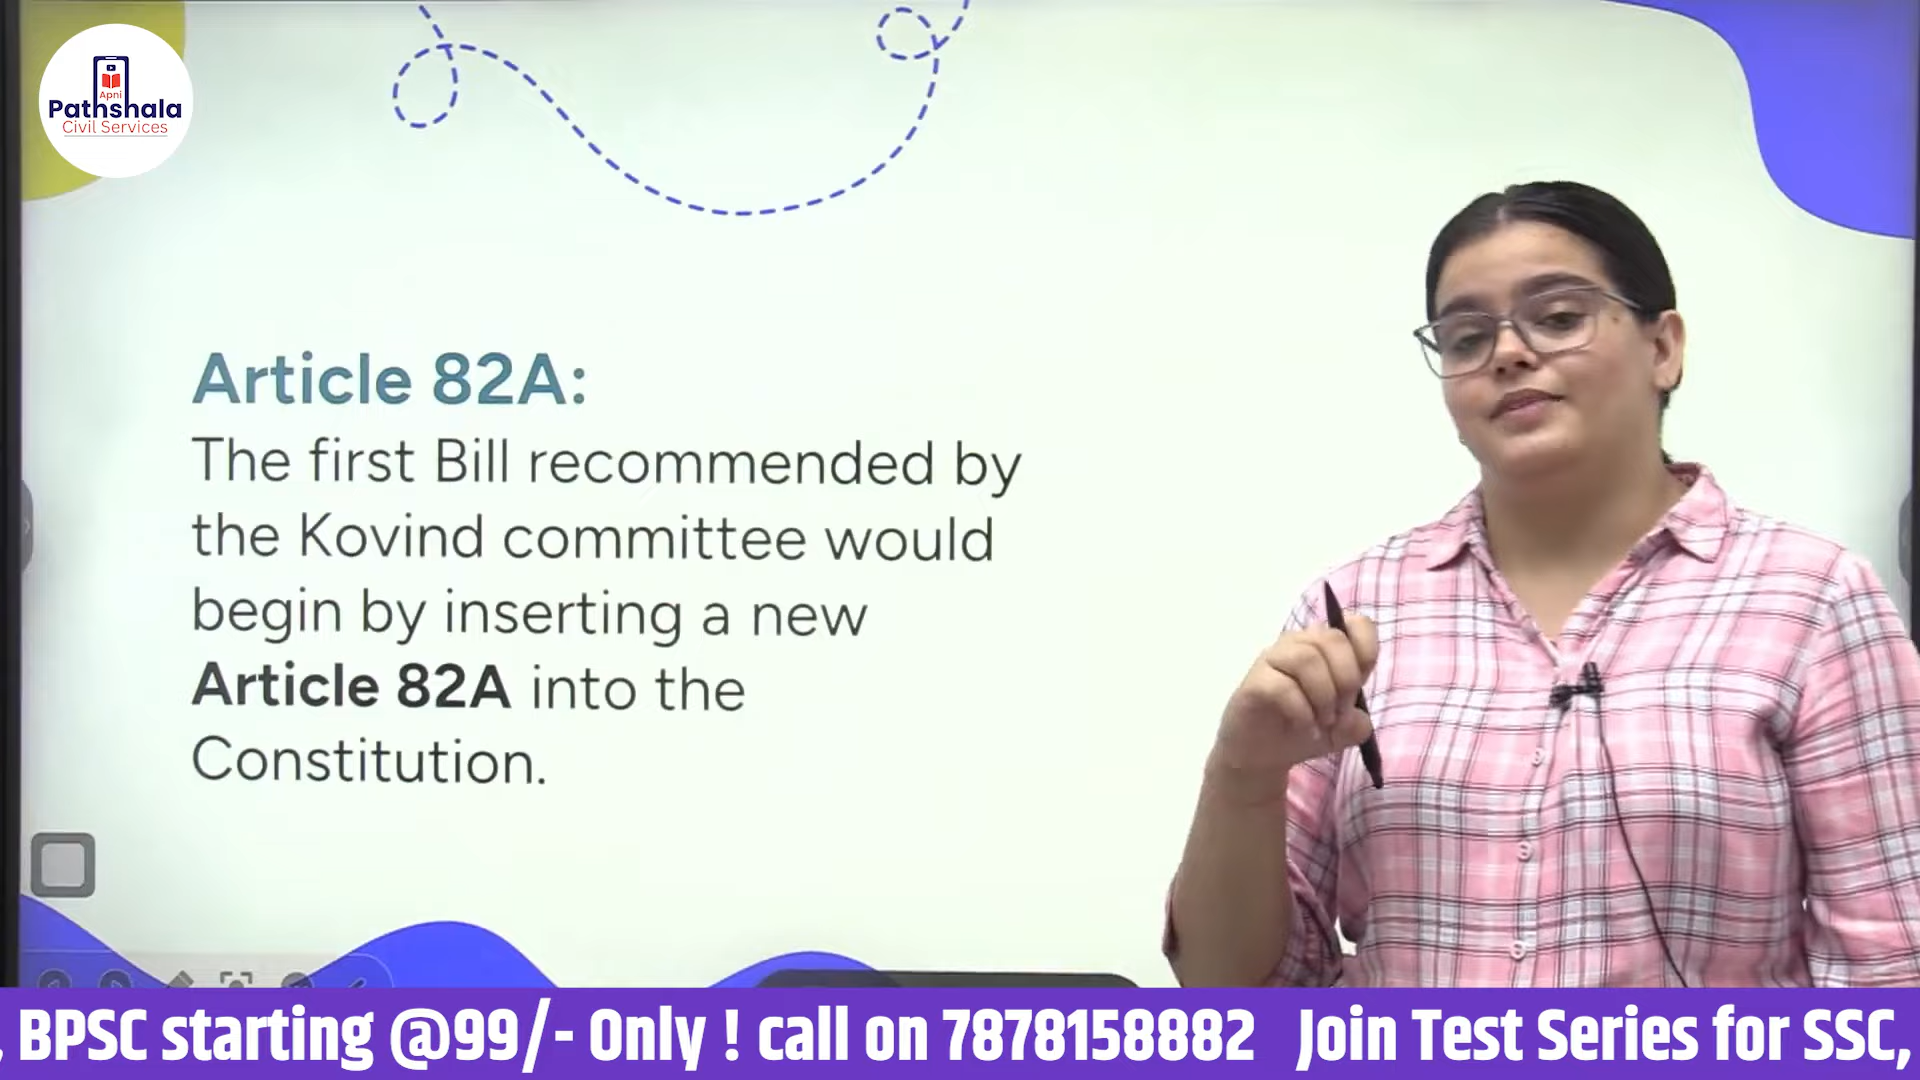 Apni
Pathshala
Civil Services
Article 82A:
The first Bill recommended by
the Kovind committee would
begin by inserting a new
Article 82A into the
Constitution.
, BPSC starting @99/- Only ! call on 7878158882 Join Test Series for SSC,